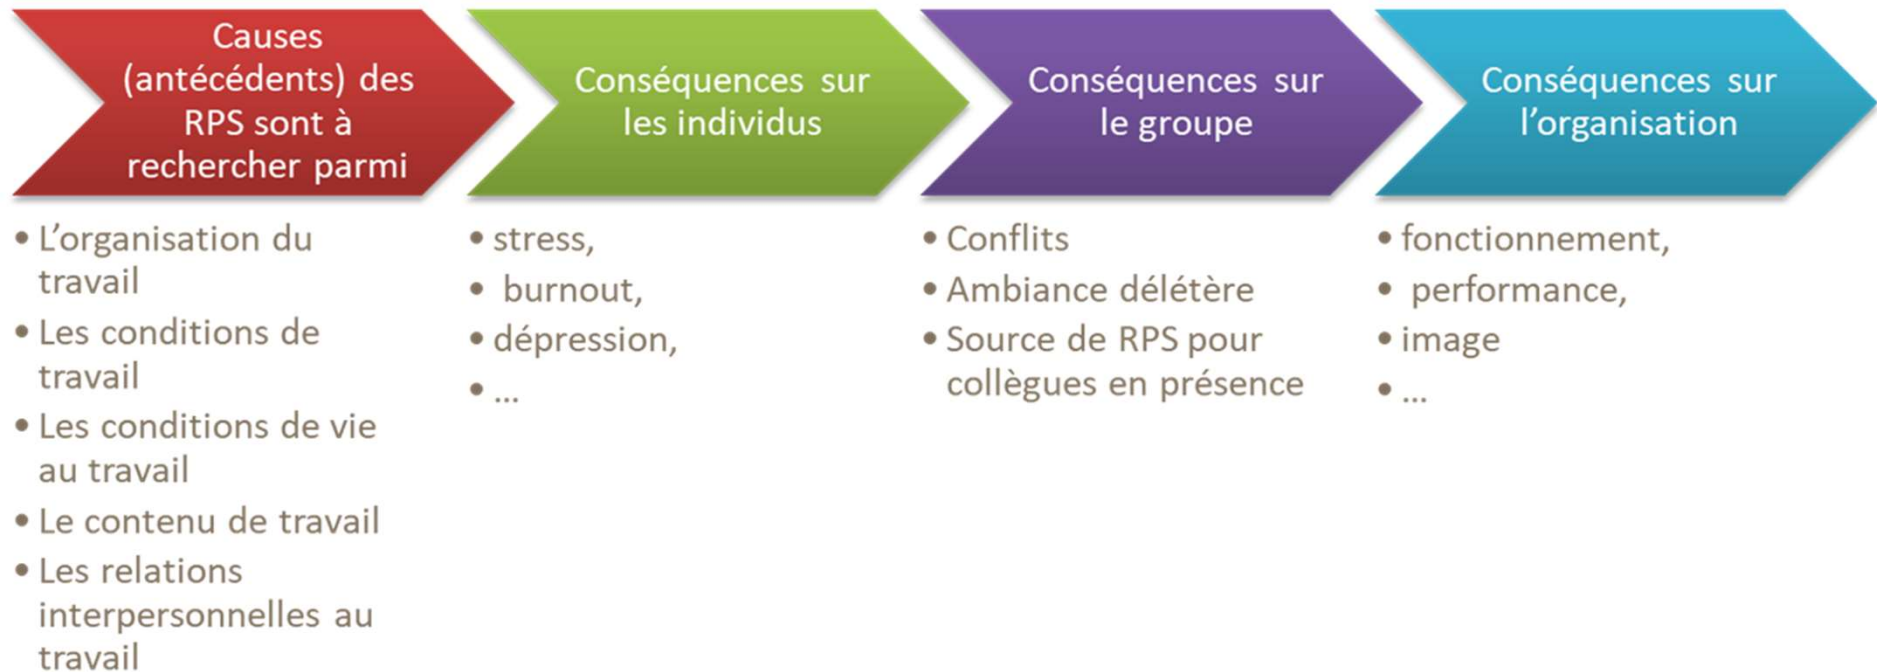 Causes
(antécédents) des
RPS sont à
rechercher parmi
• L’organisation du
travail
• Les conditions de
travail
• Les conditions de vie
au travail
• Le contenu de travail
• Les relations
interpersonnelles au
travail
Conséquences sur
les individus
• stress,
• burnout,
• dépression,
• ...
Conséquences sur
le groupe
• Conflits
• Ambiance délétère
• Source de RPS pour
collègues en présence
Conséquences sur
l’organisation
• fonctionnement,
• performance,
• image
• ...